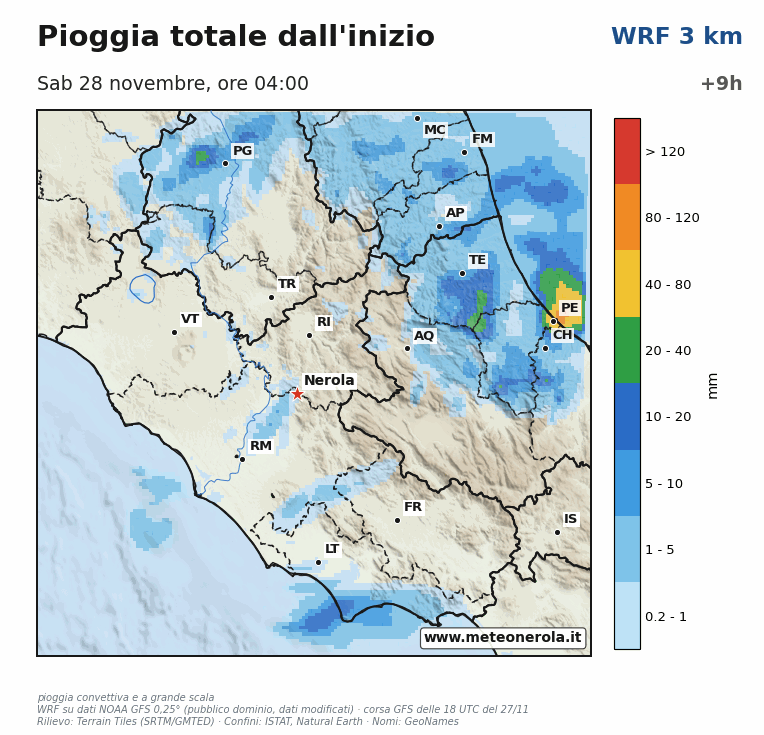 Pioggia totale dall'inizio
WRF 3 km
Sab 28 novembre, ore 04:00
+9h
MC
FM
PG
AP
TE
TR
PE
VT
RI
AQ
CH
Nerola
RM
FR
IS
LT
www.meteonerola.it
> 120
80 - 120
40 - 80
20 - 40
10 - 20
5 - 10
1 - 5
0.2 - 1
mm
pioggia convettiva e a grande scala
WRF su dati NOAA GFS 0,25° (pubblico dominio, dati modificati) · corsa GFS delle 18 UTC del 27/11
Rilievo: Terrain Tiles (SRTM/GMTED) · Confini: ISTAT, Natural Earth · Nomi: GeoNames